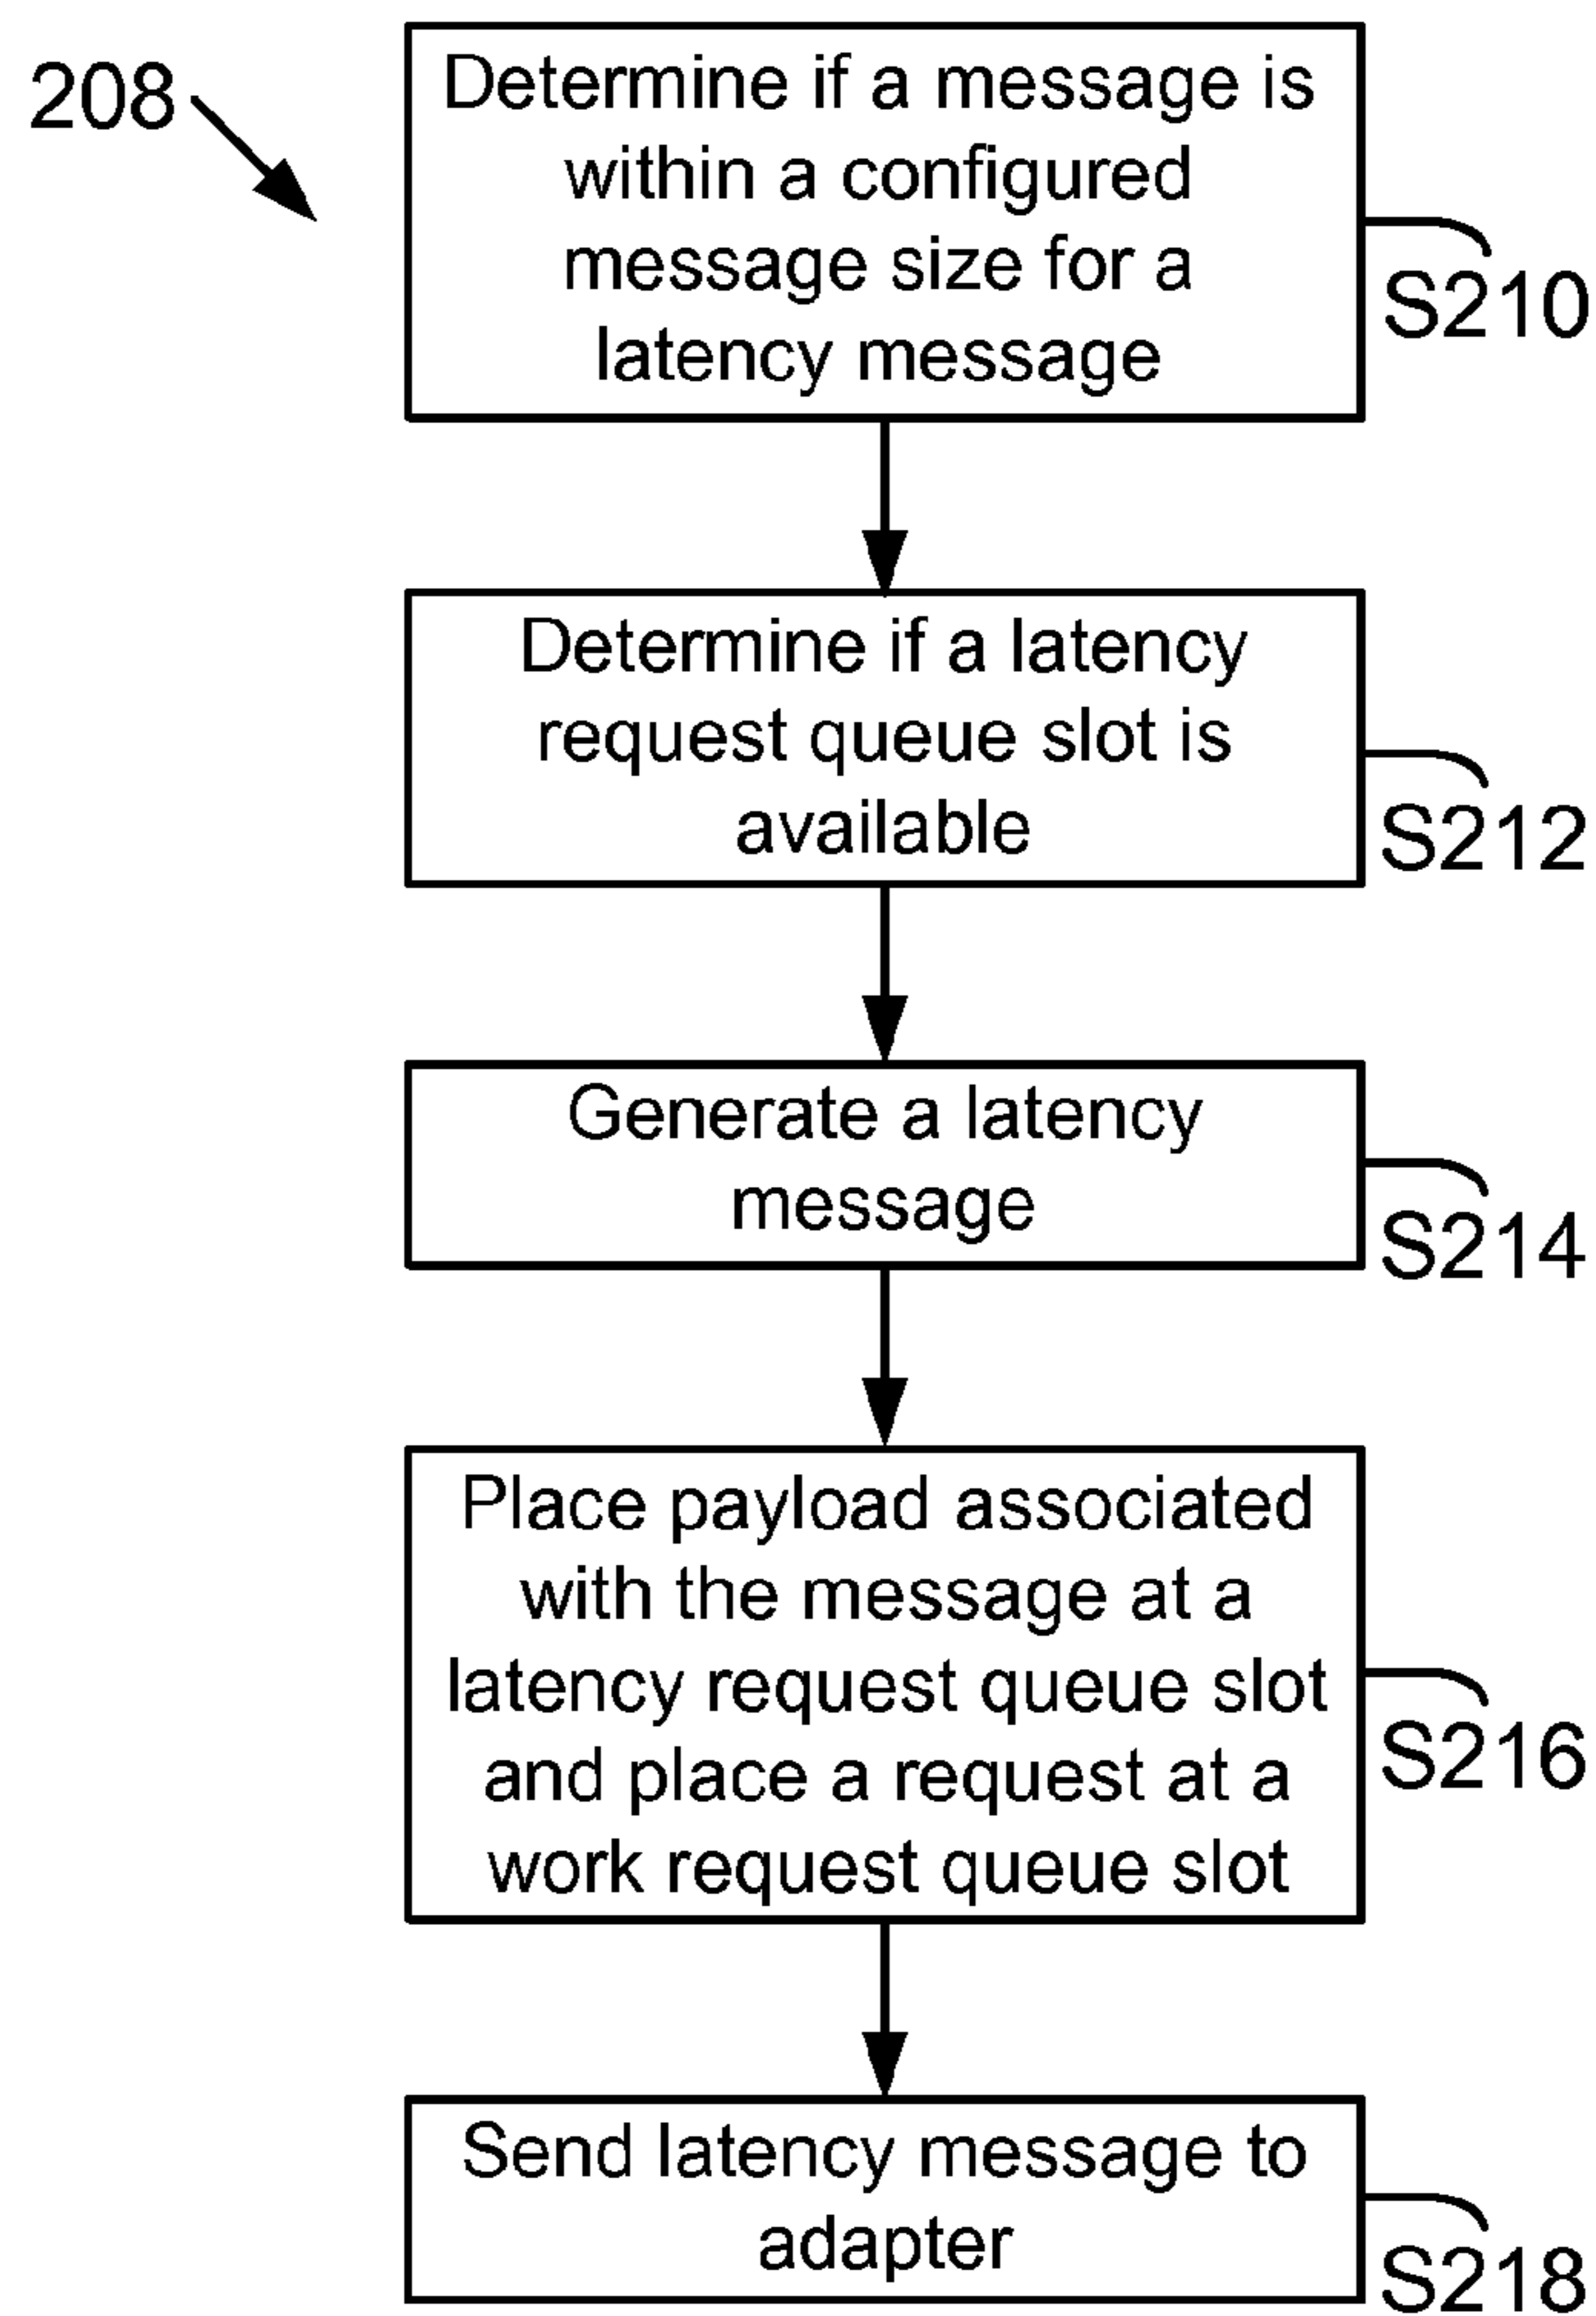 208
Determine if a message is
within a configured
message size for a
latency message
S210
Determine if a latency
request queue slot is
available
S212
Generate a latency
message
S214
Place payload associated
with the message at a
latency request queue slot
and place a request at a
work request queue slot
S216
Send latency message to
adapter
S218